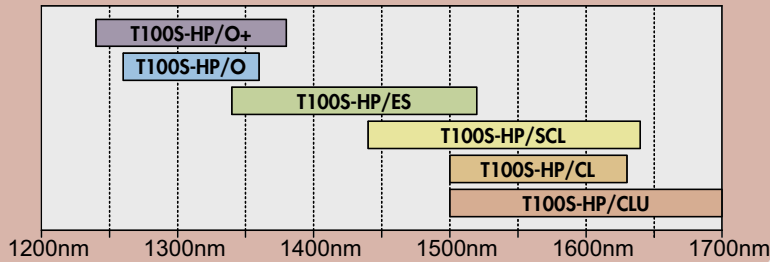 T100S-HP/O+
T100S-HP/O
T100S-HP/ES
T100S-HP/SCL
T100S-HP/CL
T100S-HP/CLU
1200nm 1300nm 1400nm 1500nm 1600nm 1700nm